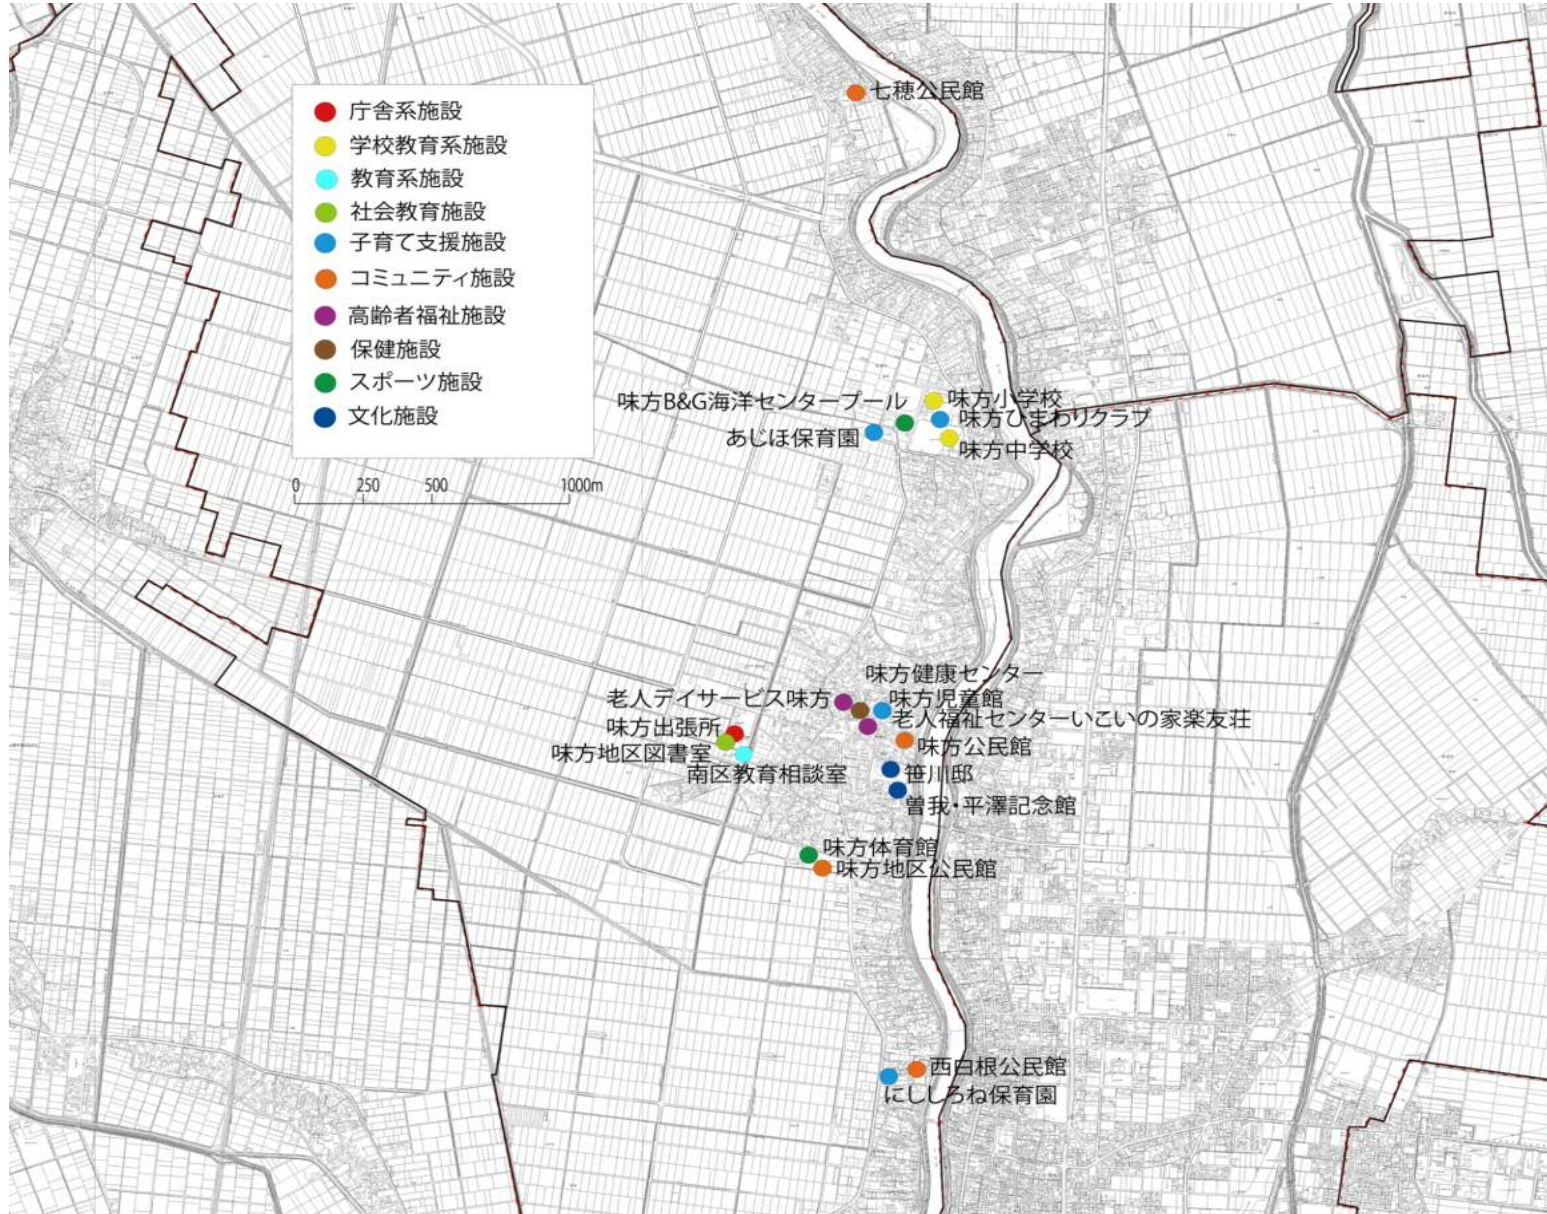 七穂公民館
庁舎系施設
学校教育系施設
教育系施設
社会教育施設
子育て支援施設
コミュニティ施設
高齢者福祉施設
保健施設
スポーツ施設
文化施設
0 250 500 1000m
味方B&G海洋センタープール
味方小学校
味方ひまわりクラブ
あじほ保育園
味方中学校
味方健康センター
老人デイサービス味方
味方児童館
老人福祉センターいこいの家楽友荘
味方出張所
味方公民館
味方地区図書室
南区教育相談室
笹川邸
曽我・平澤記念館
味方体育館
味方地区公民館
西白根公民館
にししろね保育園